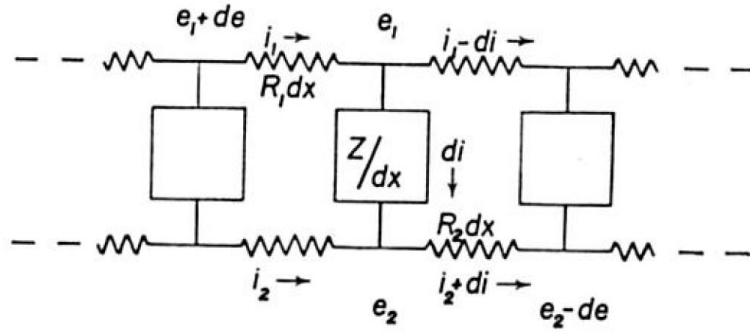 e₁+de
i₁ →
e₁
i₁-di →
R₁dx
Z/dx
di
↓
R₂dx
i₂ →
i₂+di →
e₂
e₂-de